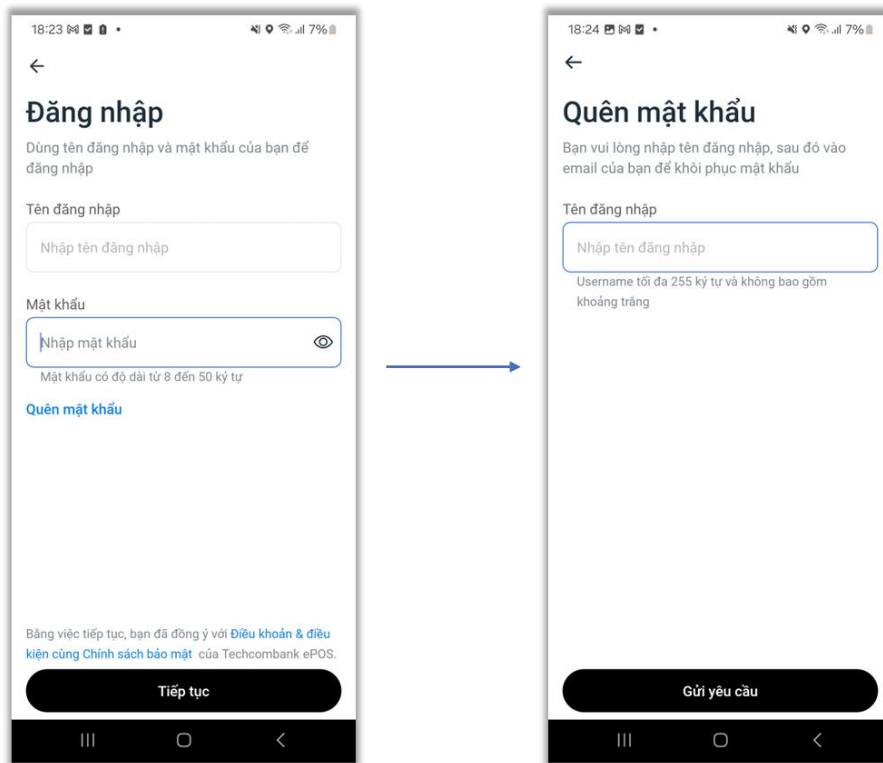 18:23
7%
Đăng nhập
Dùng tên đăng nhập và mật khẩu của bạn để
đăng nhập
Tên đăng nhập
Nhập tên đăng nhập
Mật khẩu
Nhập mật khẩu
Mật khẩu có độ dài từ 8 đến 50 ký tự
Quên mật khẩu
Bằng việc tiếp tục, bạn đã đồng ý với Điều khoản & điều
kiện cùng Chính sách bảo mật của Techcombank ePOS.
Tiếp tục
18:24
7%
Quên mật khẩu
Bạn vui lòng nhập tên đăng nhập, sau đó vào
email của bạn để khôi phục mật khẩu
Tên đăng nhập
Nhập tên đăng nhập
Username tối đa 255 ký tự và không bao gồm
khoảng trắng
Gửi yêu cầu